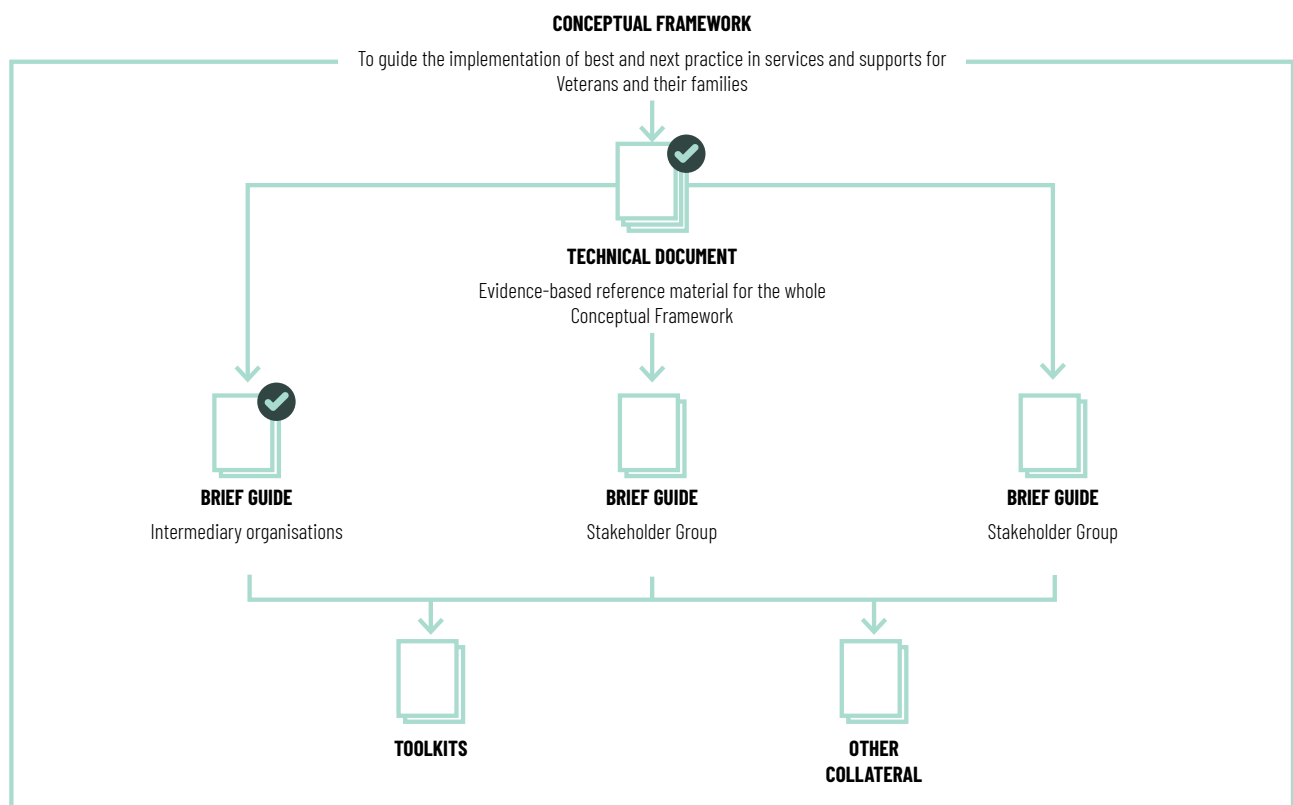 CONCEPTUAL FRAMEWORK
To guide the implementation of best and next practice in services and supports for
Veterans and their families
TECHNICAL DOCUMENT
Evidence-based reference material for the whole
Conceptual Framework
BRIEF GUIDE
Intermediary organisations
BRIEF GUIDE
Stakeholder Group
BRIEF GUIDE
Stakeholder Group
TOOLKITS
OTHER
COLLATERAL